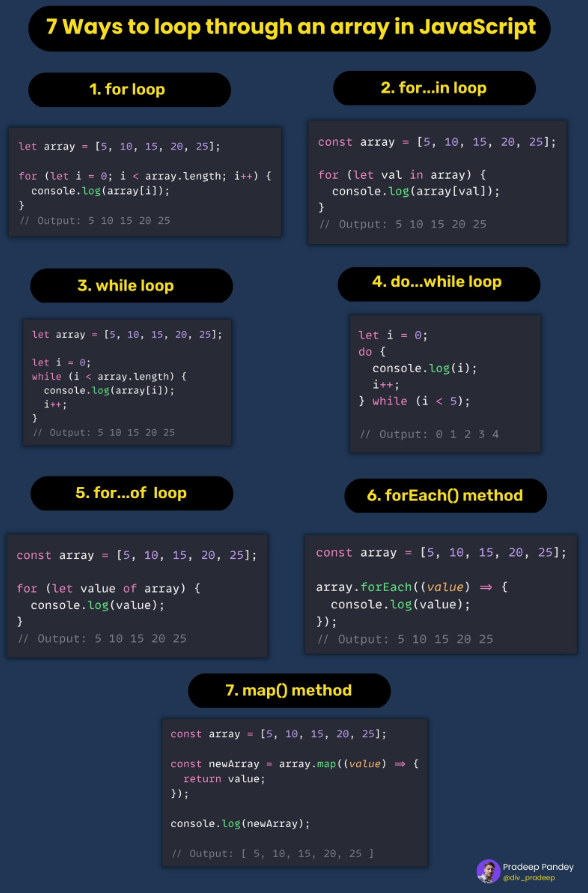 7 Ways to loop through an array in JavaScript
1. for loop
let array = [5, 10, 15, 20, 25];
for (let i = 0; i < array.length; i++) {
console.log(array[i]);
}
// Output: 5 10 15 20 25
2. for...in loop
const array = [5, 10, 15, 20, 25];
for (let val in array) {
console.log(array[val]);
}
// Output: 5 10 15 20 25
3. while loop
let array = [5, 10, 15, 20, 25];
let i = 0;
while (i < array.length) {
console.log(array[i]);
i++;
}
// Output: 5 10 15 20 25
4. do...while loop
let i = 0;
do {
console.log(i);
i++;
} while (i < 5);
// Output: 0 1 2 3 4
5. for...of  loop
const array = [5, 10, 15, 20, 25];
for (let value of array) {
console.log(value);
}
// Output: 5 10 15 20 25
6. forEach() method
const array = [5, 10, 15, 20, 25];
array.forEach((value) => {
console.log(value);
});
// Output: 5 10 15 20 25
7. map() method
const array = [5, 10, 15, 20, 25];
const newArray = array.map((value) => {
return value;
});
console.log(newArray);
// Output: [ 5, 10, 15, 20, 25 ]
Pradeep Pandey
@div_pradeep